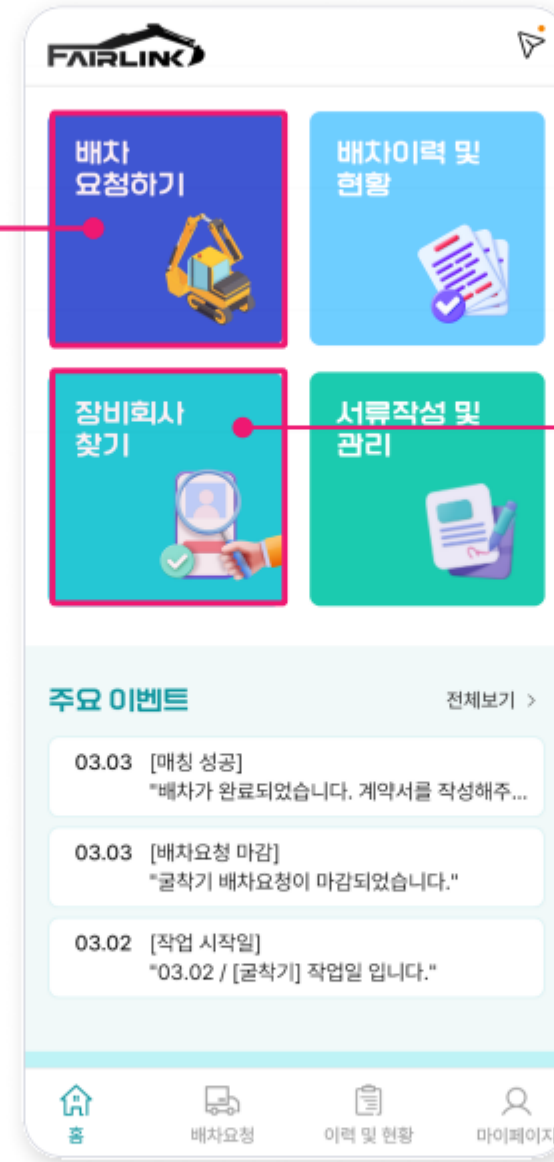 FAIRLINK
배차
요청하기
배차이력 및
현황
장비회사
찾기
서류작성 및
관리
주요 이벤트
전체보기 >
03.03 [매칭 성공]
"배차가 완료되었습니다. 계약서를 작성해주...
03.03 [배차요청 마감]
"굴착기 배차요청이 마감되었습니다."
03.02 [작업 시작일]
"03.02 / [굴착기] 작업일 입니다."
홈
배차요청
이력 및 현황
마이페이지